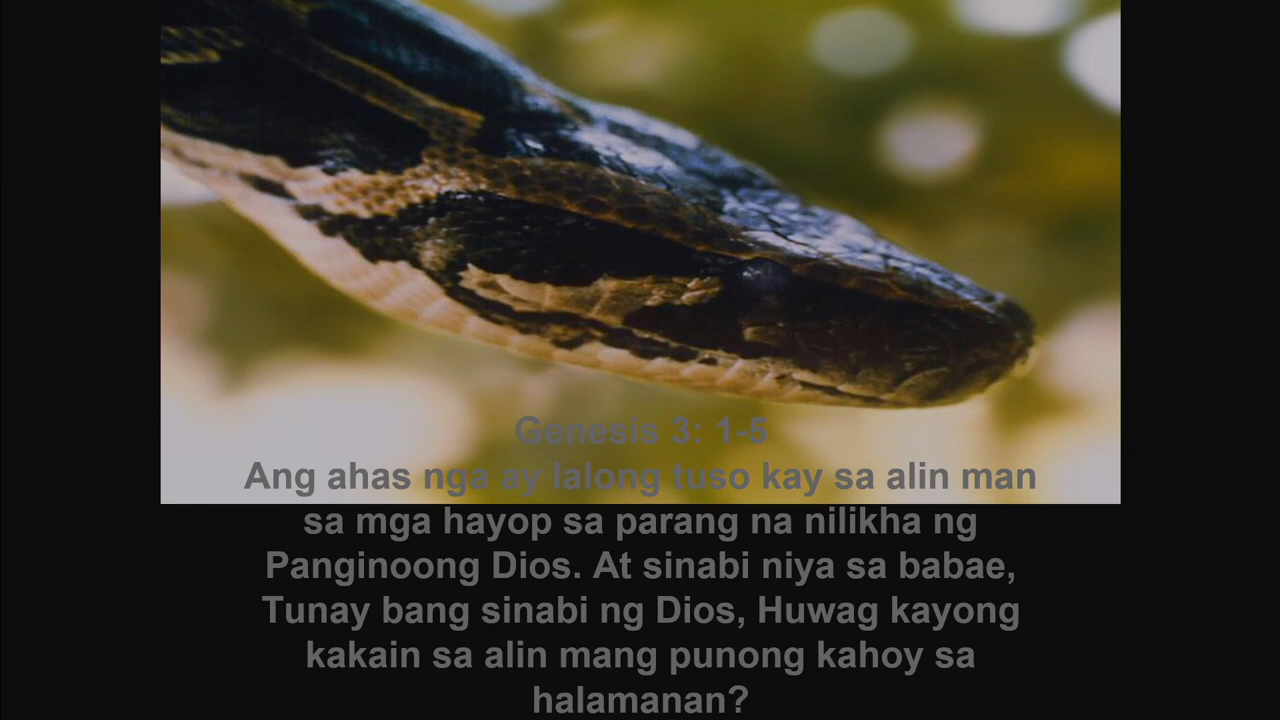 Genesis 3: 1-5
Ang ahas nga ay lalong tuso kay sa alin man
sa mga hayop sa parang na nilikha ng
Panginoong Dios. At sinabi niya sa babae,
Tunay bang sinabi ng Dios, Huwag kayong
kakain sa alin mang punong kahoy sa
halamanan?